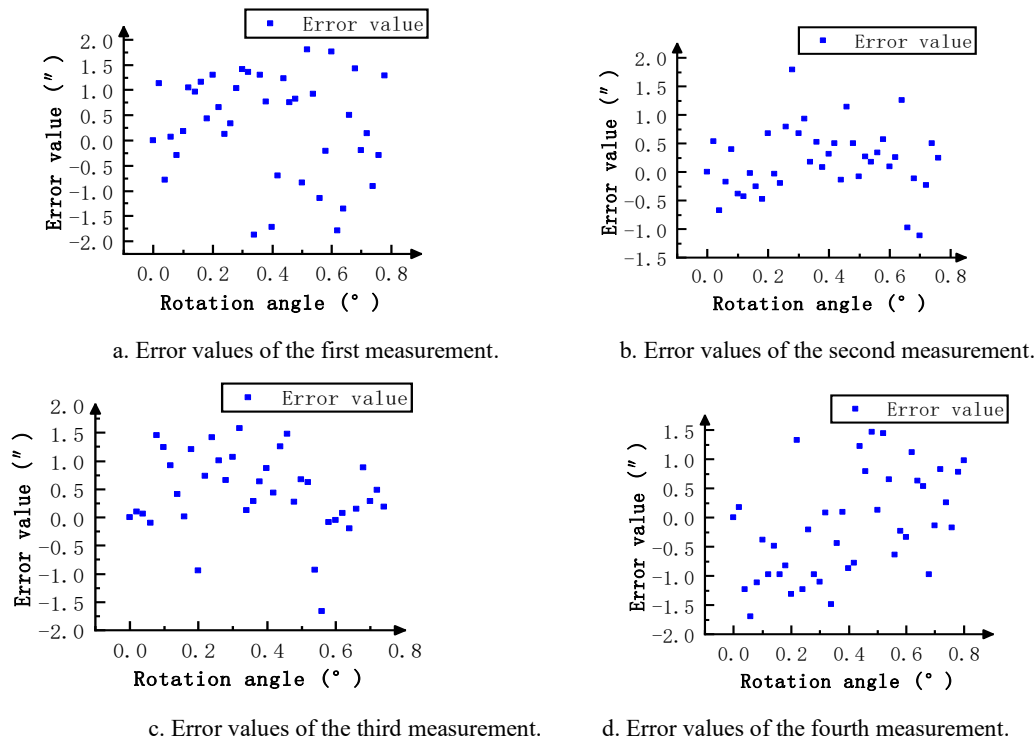 Error value
Error value (″)
2.0
1.5
1.0
0.5
0.0
-0.5
-1.0
-1.5
-2.0
0.0 0.2 0.4 0.6 0.8
Rotation angle (°)
a. Error values of the first measurement.
Error value
Error value (″)
2.0
1.5
1.0
0.5
0.0
-0.5
-1.0
-1.5
0.0 0.2 0.4 0.6 0.8
Rotation angle (°)
b. Error values of the second measurement.
Error value
Error value (″)
2.0
1.5
1.0
0.5
0.0
-0.5
-1.0
-1.5
-2.0
0.0 0.2 0.4 0.6 0.8
Rotation angle (°)
c. Error values of the third measurement.
Error value
Error value (″)
1.5
1.0
0.5
0.0
-0.5
-1.0
-1.5
-2.0
0.0 0.2 0.4 0.6 0.8
Rotation angle (°)
d. Error values of the fourth measurement.